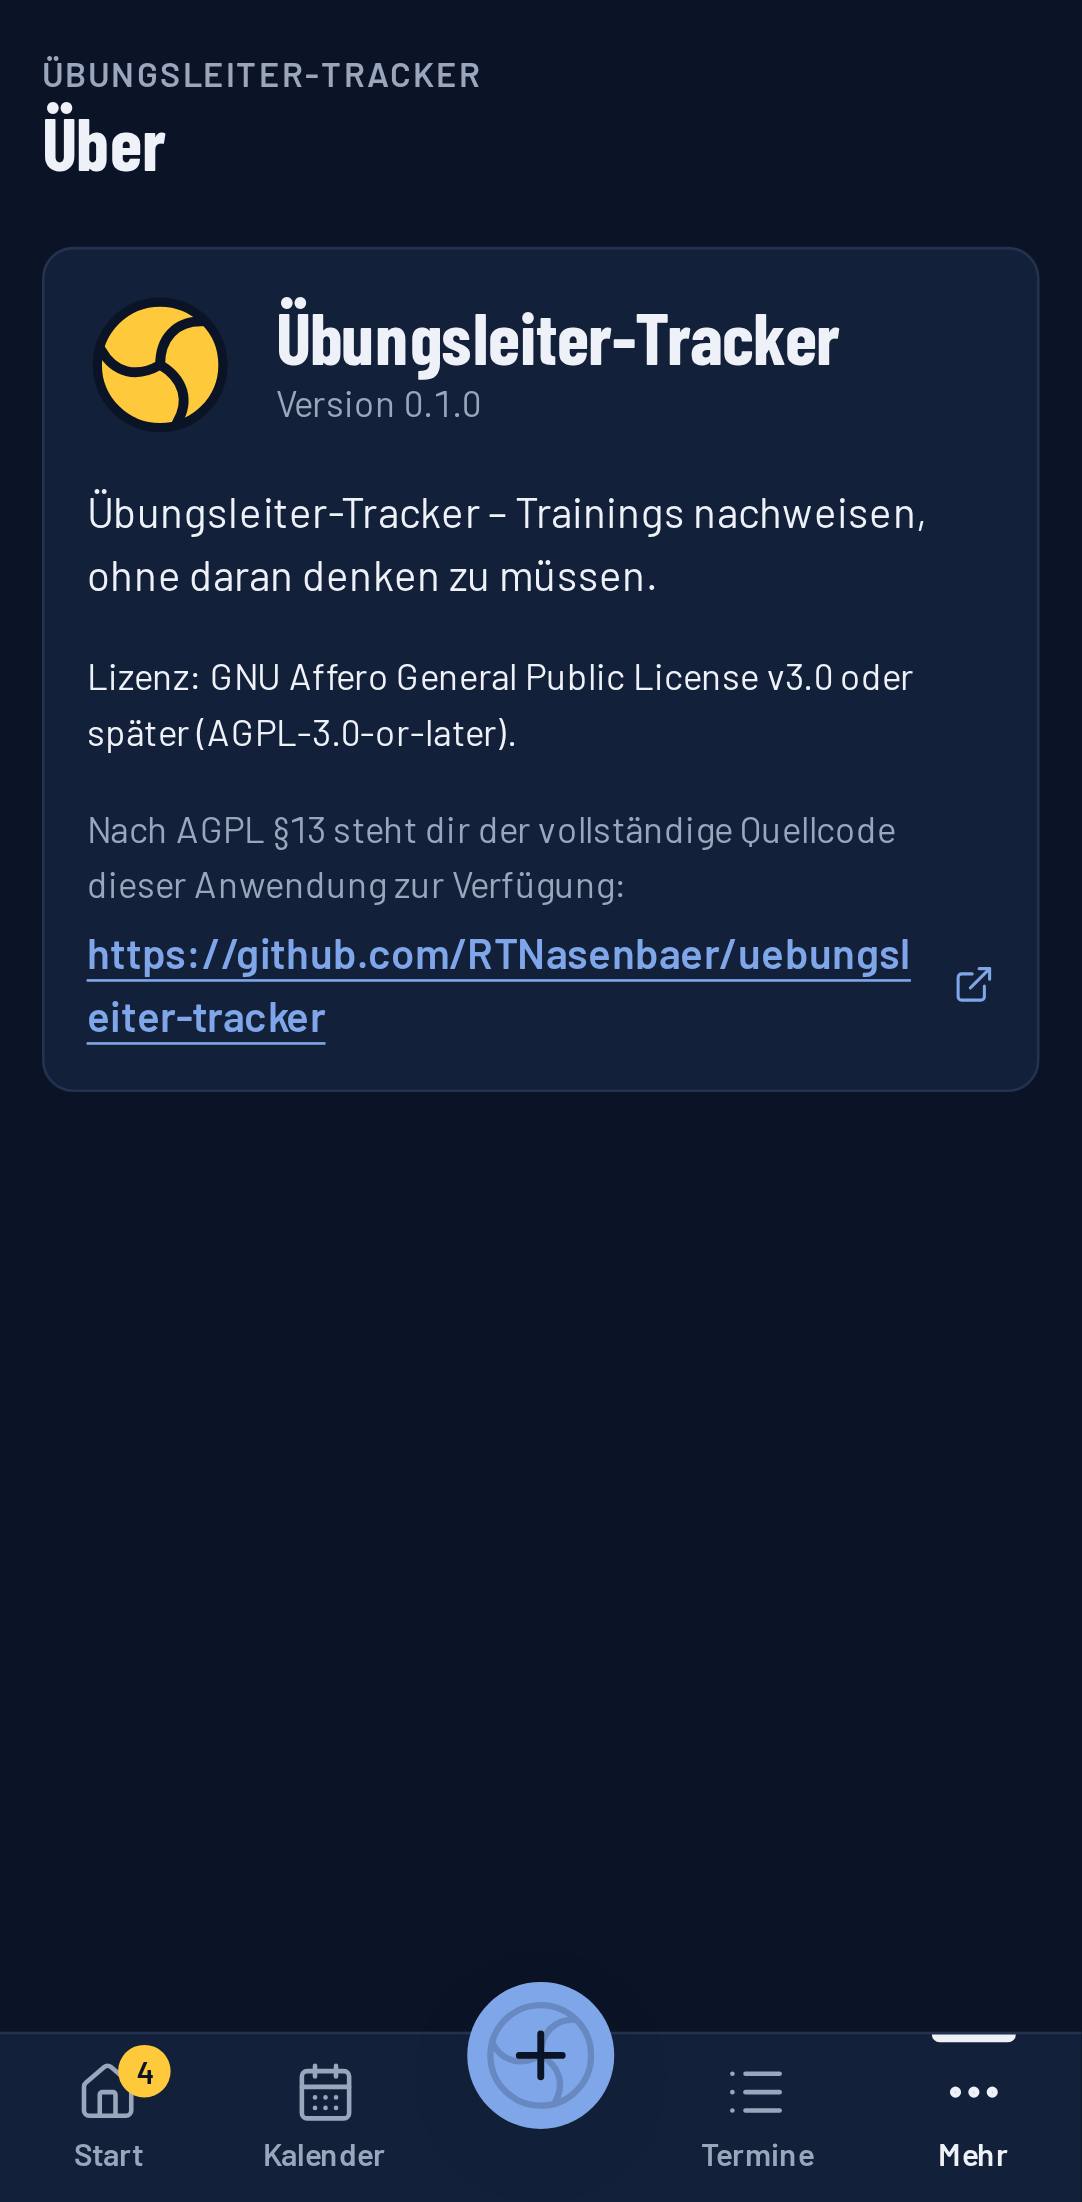 ÜBUNGSLEITER-TRACKER
Über
Übungsleiter-Tracker
Version 0.1.0
Übungsleiter-Tracker – Trainings nachweisen,
ohne daran denken zu müssen.
Lizenz: GNU Affero General Public License v3.0 oder
später (AGPL-3.0-or-later).
Nach AGPL §13 steht dir der vollständige Quellcode
dieser Anwendung zur Verfügung:
https://github.com/RTNasenbaer/uebungsl
eiter-tracker
4
Start
Kalender
Termine
Mehr